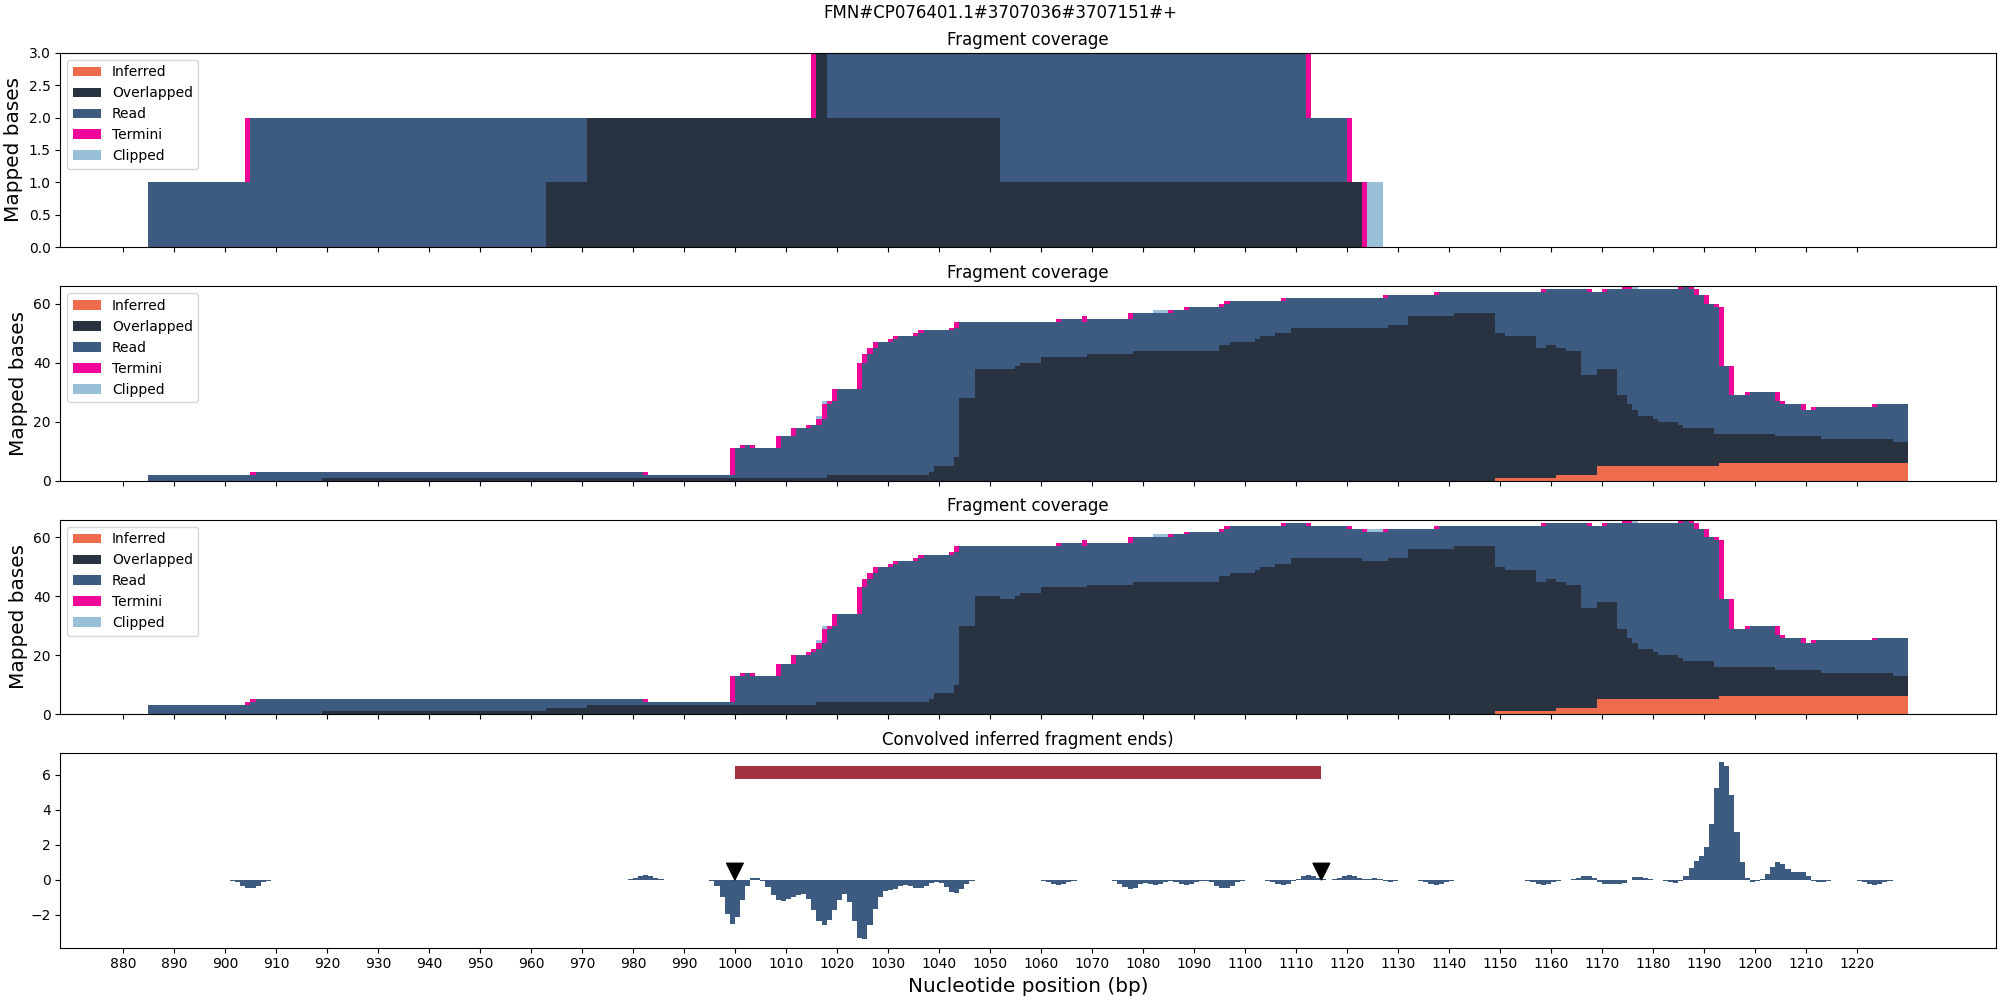 FMN#CP076401.1#3707036#3707151#+
Fragment coverage
Mapped bases
3.0
2.5
2.0
1.5
1.0
0.5
0.0
Inferred
Overlapped
Read
Termini
Clipped
Fragment coverage
Mapped bases
60
40
20
0
Inferred
Overlapped
Read
Termini
Clipped
Fragment coverage
Mapped bases
60
40
20
0
Inferred
Overlapped
Read
Termini
Clipped
Convolved inferred fragment ends)
6
4
2
0
−2
880 890 900 910 920 930 940 950 960 970 980 990 1000 1010 1020 1030 1040 1050 1060 1070 1080 1090 1100 1110 1120 1130 1140 1150 1160 1170 1180 1190 1200 1210 1220
Nucleotide position (bp)